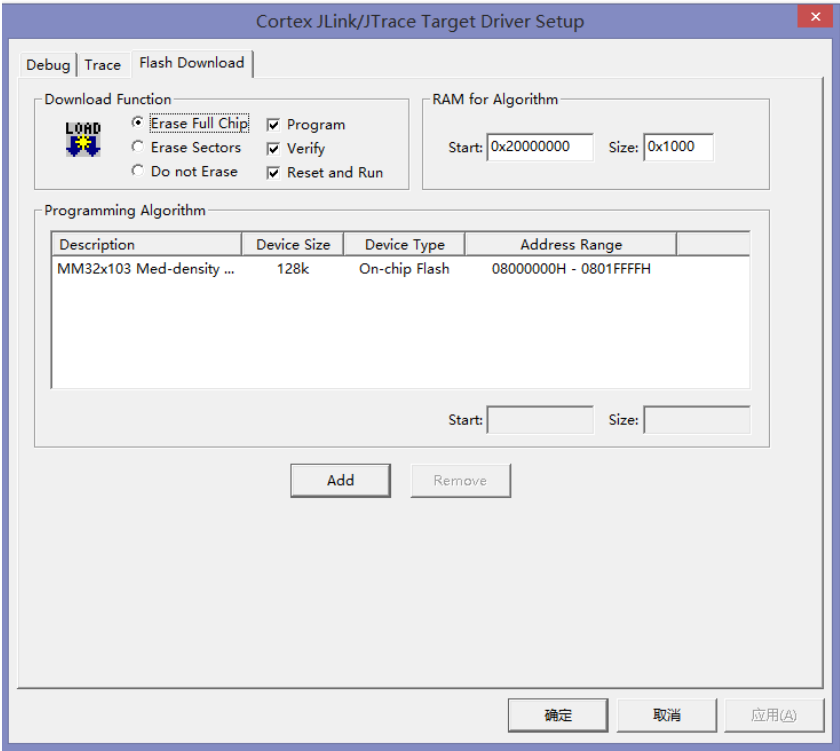 Cortex JLink/JTrace Target Driver Setup
Debug Trace Flash Download
Download Function
LOAD
Erase Full Chip
Erase Sectors
Do not Erase
Program
Verify
Reset and Run
RAM for Algorithm
Start: 0x20000000 Size: 0x1000
Programming Algorithm
Description Device Size Device Type Address Range
MM32x103 Med-density ... 128k On-chip Flash 08000000H - 0801FFFFH
Start: Size:
Add Remove
确定 取消 应用(A)